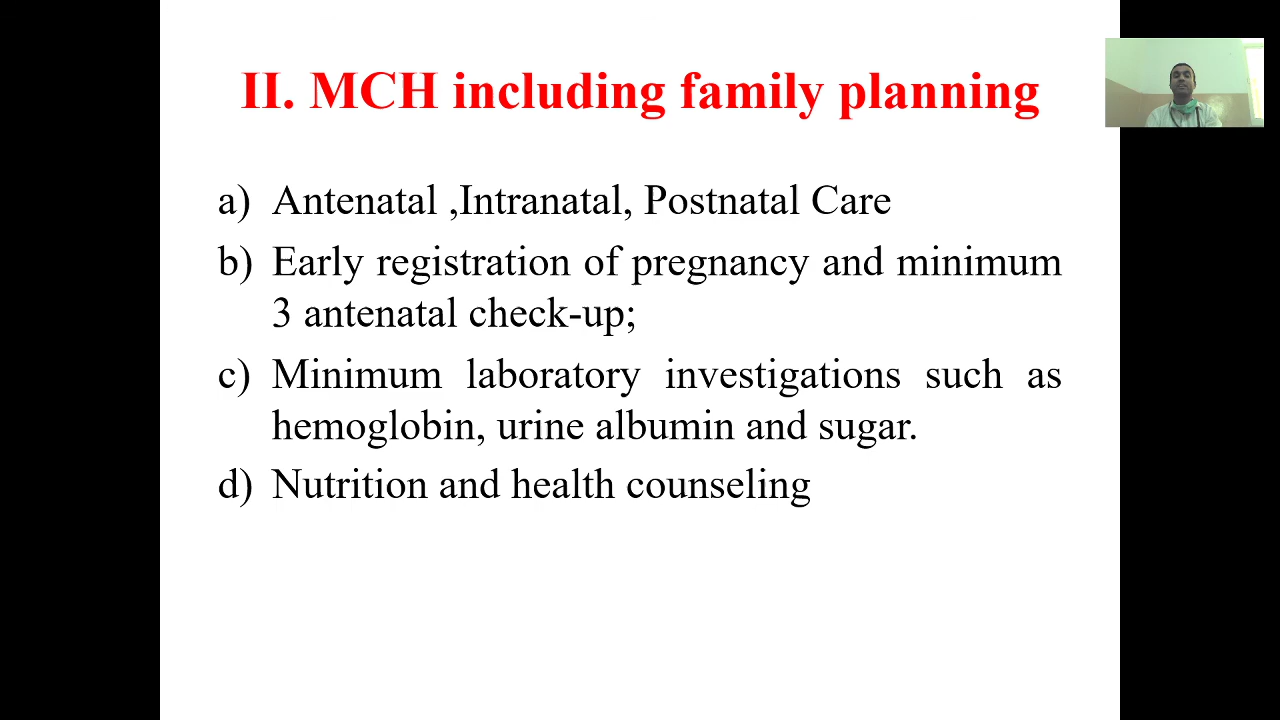 II. MCH including family planning
a) Antenatal ,Intranatal, Postnatal Care
b) Early registration of pregnancy and minimum
3 antenatal check-up;
c) Minimum laboratory investigations such as
hemoglobin, urine albumin and sugar.
d) Nutrition and health counseling